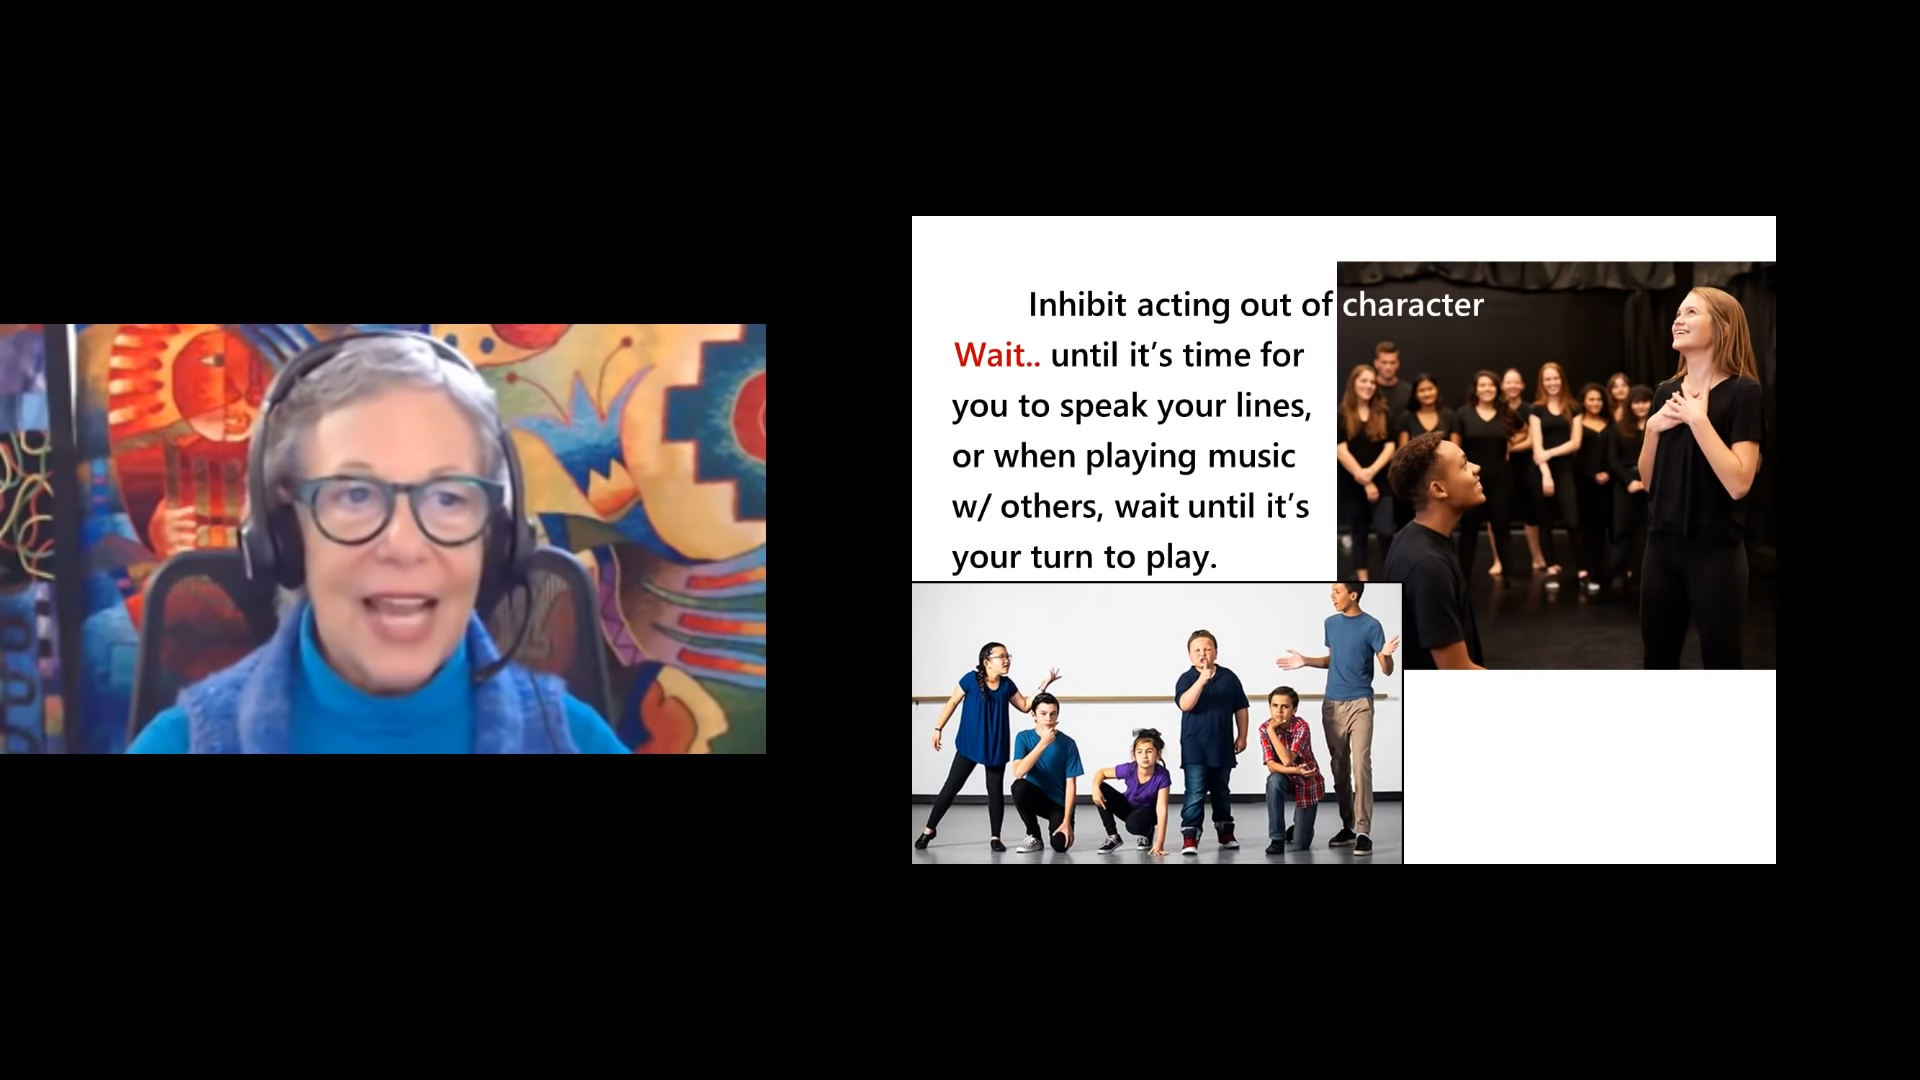 Inhibit acting out of character
Wait.. until it’s time for
you to speak your lines,
or when playing music
w/ others, wait until it’s
your turn to play.